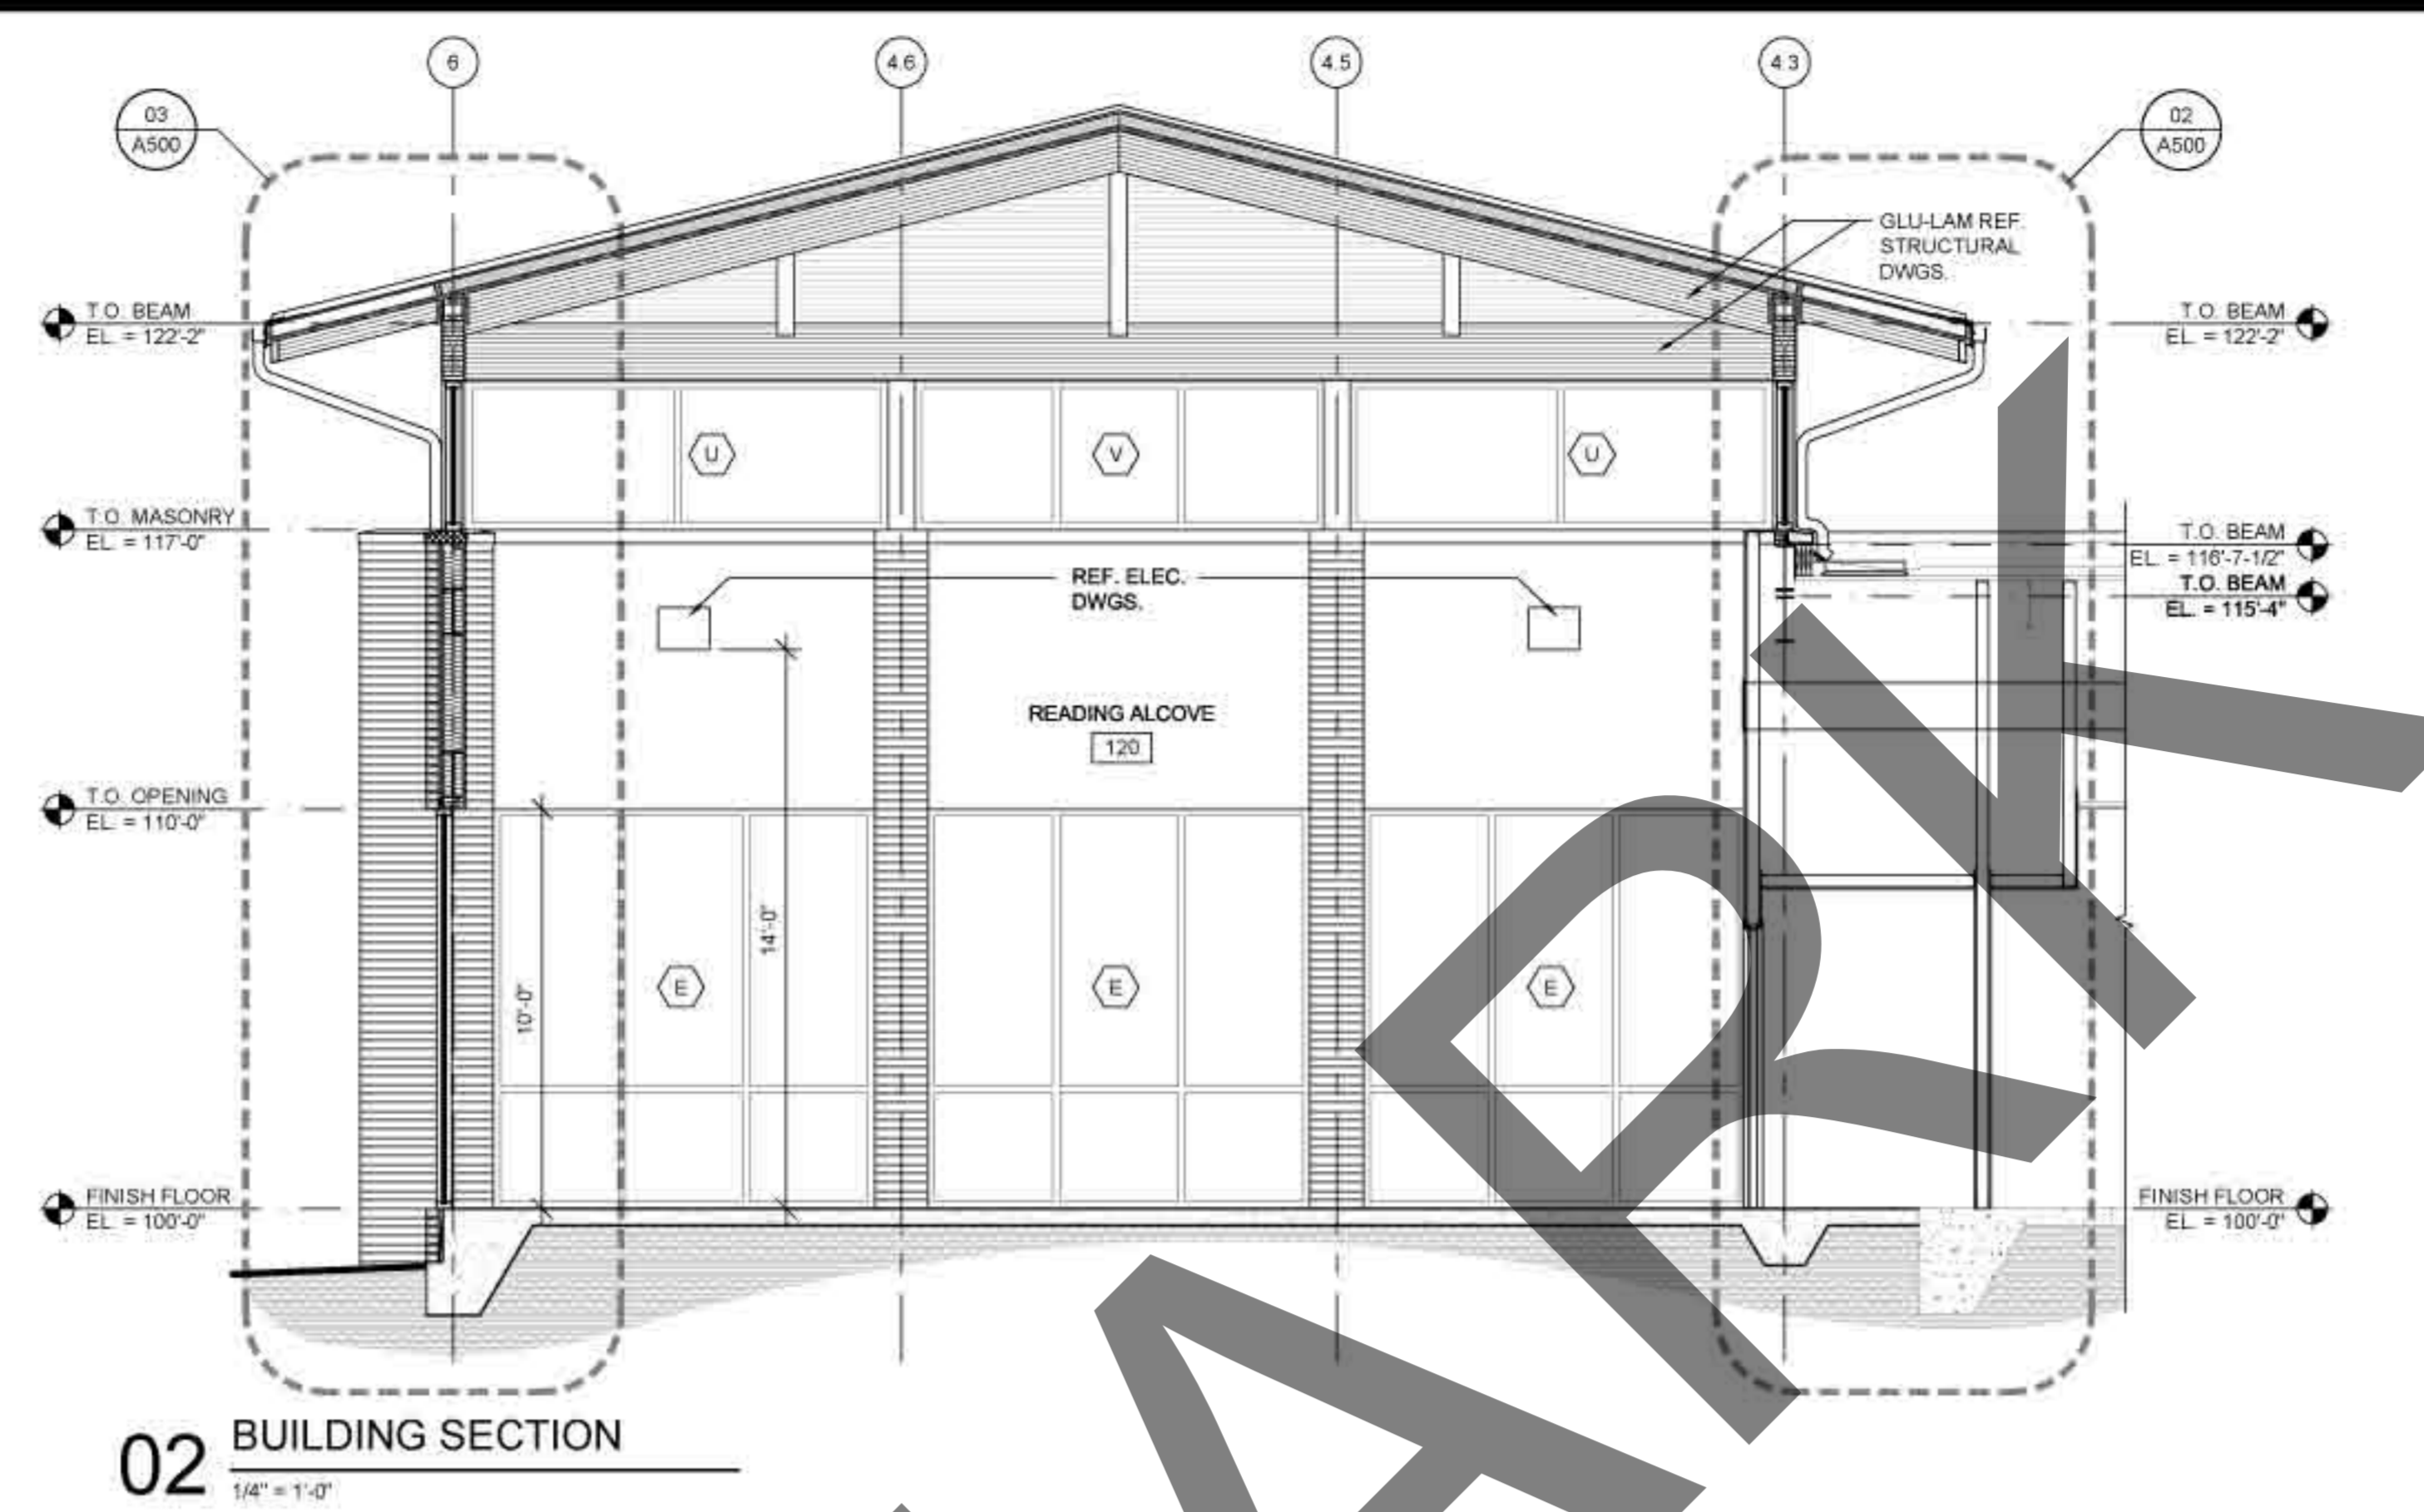 6
4.6
4.5
4.3
03
A500
02
A500
GLU-LAM REF.
STRUCTURAL
DWGS.
T.O. BEAM
EL. = 122'-2"
T.O. BEAM
EL. = 122'-2"
U
V
U
T.O. MASONRY
EL. = 117'-0"
T.O. BEAM
EL. = 116'-7-1/2"
T.O. BEAM
EL. = 115'-4"
REF. ELEC.
DWGS.
READING ALCOVE
120
T.O. OPENING
EL. = 110'-0"
10'-0"
14'-0"
E
E
E
FINISH FLOOR
EL. = 100'-0"
FINISH FLOOR
EL. = 100'-0"
02 BUILDING SECTION
1/4" = 1'-0"
ARK